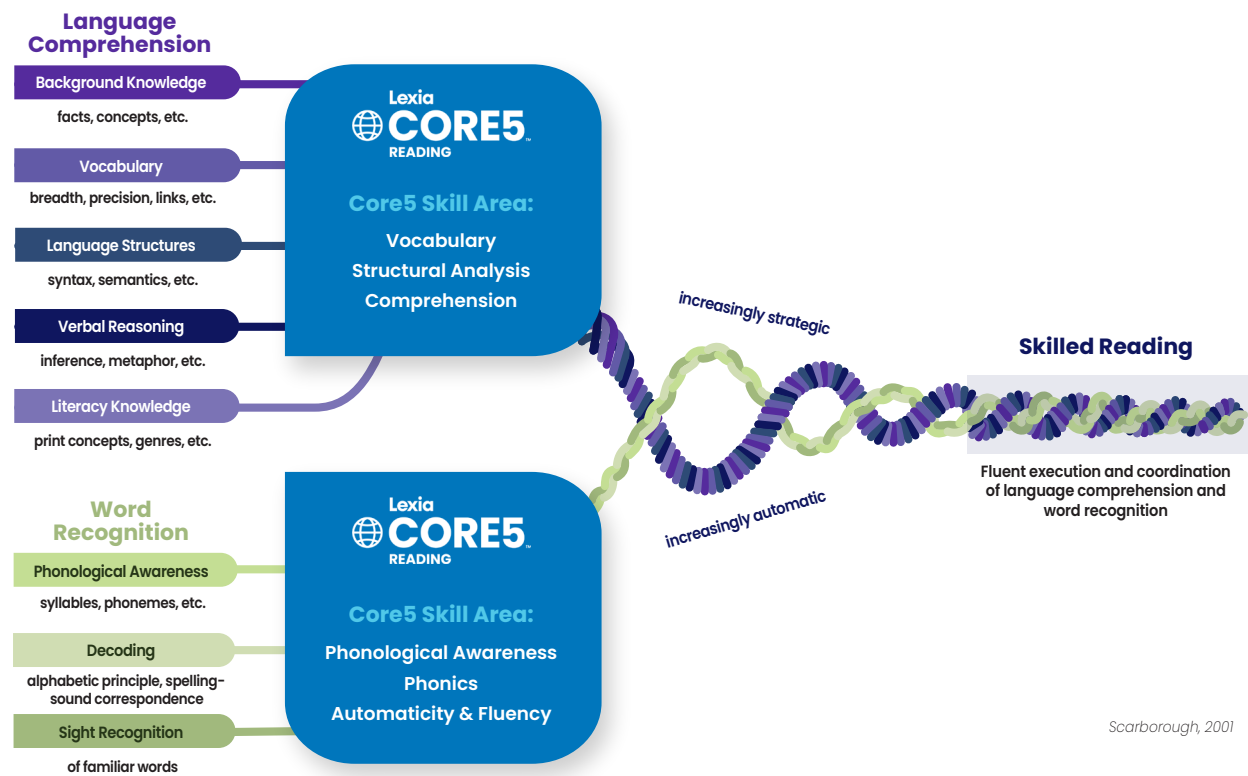 Language
Comprehension
Background Knowledge
facts, concepts, etc.
Vocabulary
breadth, precision, links, etc.
Language Structures
syntax, semantics, etc.
Verbal Reasoning
inference, metaphor, etc.
Literacy Knowledge
print concepts, genres, etc.
Lexia
CORE5™
READING
Core5 Skill Area:
Vocabulary
Structural Analysis
Comprehension
Word
Recognition
Phonological Awareness
syllables, phonemes, etc.
Decoding
alphabetic principle, spelling-
sound correspondence
Sight Recognition
of familiar words
Lexia
CORE5™
READING
Core5 Skill Area:
Phonological Awareness
Phonics
Automaticity & Fluency
increasingly strategic
increasingly automatic
Skilled Reading
Fluent execution and coordination
of language comprehension and
word recognition
Scarborough, 2001